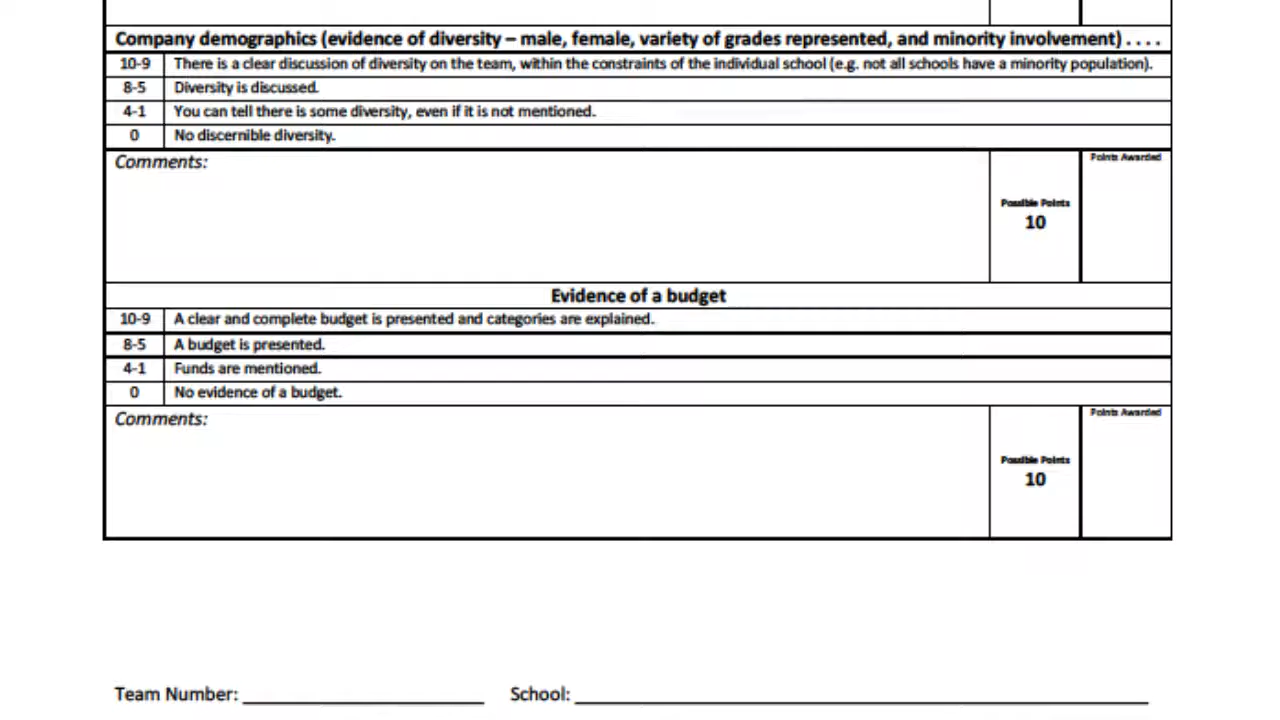 Company demographics (evidence of diversity – male, female, variety of grades represented, and minority involvement) . . . .
10-9 There is a clear discussion of diversity on the team, within the constraints of the individual school (e.g. not all schools have a minority population).
8-5 Diversity is discussed.
4-1 You can tell there is some diversity, even if it is not mentioned.
0 No discernible diversity.
Comments:
Points Awarded
Possible Points
10
Evidence of a budget
10-9 A clear and complete budget is presented and categories are explained.
8-5 A budget is presented.
4-1 Funds are mentioned.
0 No evidence of a budget.
Comments:
Points Awarded
Possible Points
10
Team Number: ____________________ School: ____________________